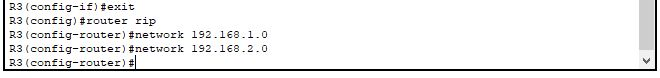 R3(config-if)#exit
R3(config)#router rip
R3(config-router)#network 192.168.1.0
R3(config-router)#network 192.168.2.0
R3(config-router)#